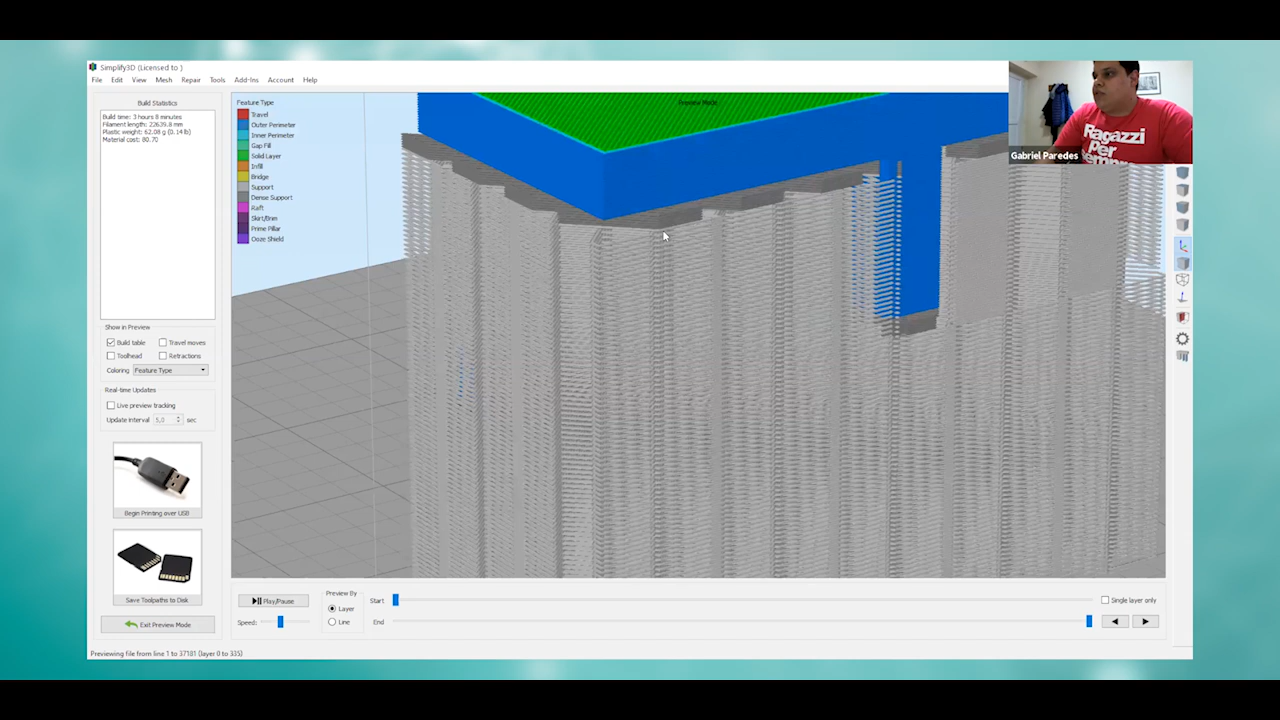 Simplify3D (Licensed to )
File Edit View Mesh Repair Tools Add-Ins Account Help
Build Statistics
Build time: 3 hours 8 minutes
Filament length: 22639.8 mm
Plastic weight: 62.08 g (0.14 lb)
Material cost: 80.70
Feature Type
Travel
Outer Perimeter
Inner Perimeter
Gap Fill
Solid Layer
Infill
Bridge
Support
Dense Support
Raft
Skirt/Brim
Prime Pillar
Ooze Shield
Preview Mode
Ragazzi
per
Gabriel Paredes
Show in Preview
Build table Travel moves
Toolhead Retractions
Coloring Feature Type
Real-time Updates
Live preview tracking
Update interval 5,0 sec
Begin Printing over USB
Save Toolpaths to Disk
Exit Preview Mode
Play/Pause
Speed:
Preview By
Layer
Line
Start
End
Single layer only
Previewing file from line 1 to 37181 (layer 0 to 335)